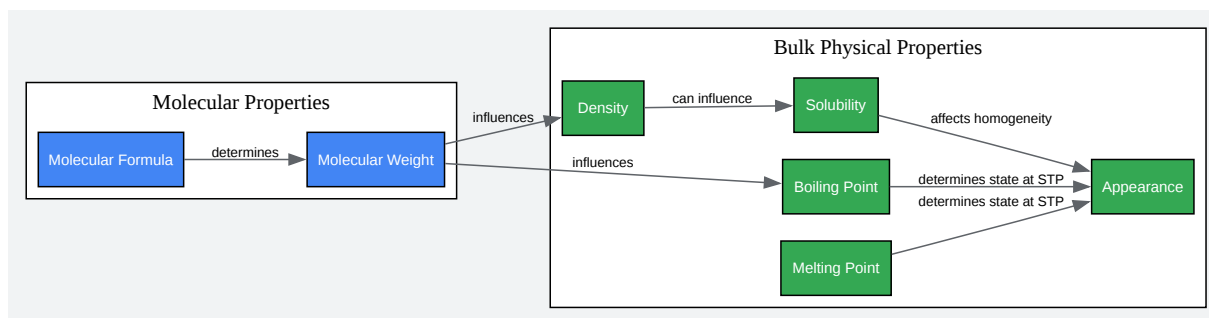 Bulk Physical Properties
Molecular Properties
Molecular Formula
determines
Molecular Weight
influences
Density
can influence
Solubility
affects homogeneity
influences
Boiling Point
determines state at STP
Appearance
determines state at STP
Melting Point